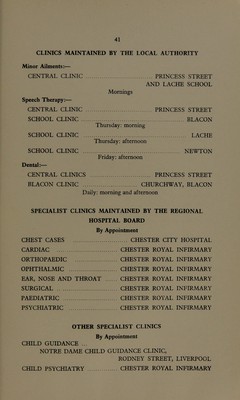 41
CLINICS MAINTAINED BY THE LOCAL AUTHORITY
Minor Ailments:—
CENTRAL CLINIC ... PRINCESS STREET
AND LACHE SCHOOL
Mornings
Speech Therapy:—
CENTRAL CLINIC ... PRINCESS STREET
SCHOOL CLINIC ... BLACON
Thursday: morning
SCHOOL CLINIC ... LACHE
Thursday: afternoon
SCHOOL CLINIC ... NEWTON
Friday: afternoon
Dental:—
CENTRAL CLINICS ... PRINCESS STREET
BLACON CLINIC ... CHURCHWAY, BLACON
Daily: morning and afternoon
SPECIALIST CLINICS MAINTAINED BY THE REGIONAL
HOSPITAL BOARD
By Appointment
CHEST CASES ... CHESTER CITY HOSPITAL
CARDIAC ... CHESTER ROYAL INFIRMARY
ORTHOPAEDIC ... CHESTER ROYAL INFIRMARY
OPHTHALMIC ... CHESTER ROYAL INFIRMARY
EAR, NOSE AND THROAT ... CHESTER ROYAL INFIRMARY
SURGICAL ... CHESTER ROYAL INFIRMARY
PAEDIATRIC ... CHESTER ROYAL INFIRMARY
PSYCHIATRIC ... CHESTER ROYAL INFIRMARY
OTHER SPECIALIST CLINICS
By Appointment
CHILD GUIDANCE ...
NOTRE DAME CHILD GUIDANCE CLINIC,
RODNEY STREET, LIVERPOOL
CHILD PSYCHIATRY ... CHESTER ROYAL INFIRMARY